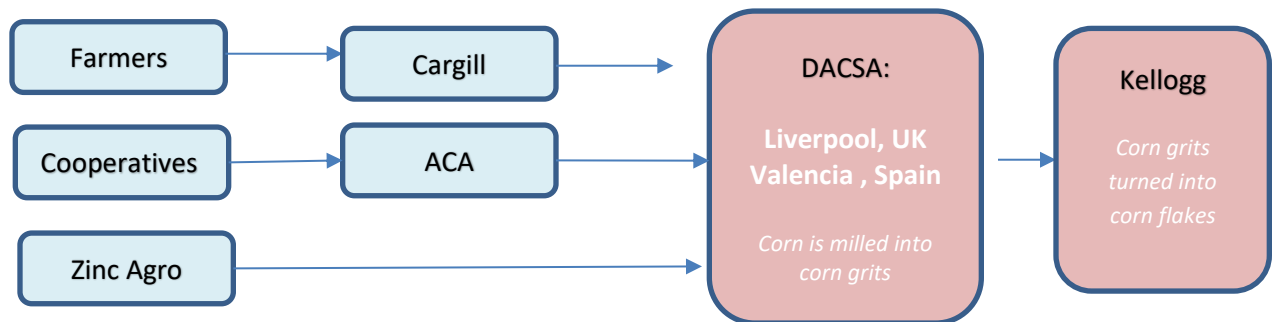 Farmers
Cargill
Cooperatives
ACA
Zinc Agro
DACSA:
Liverpool, UK
Valencia , Spain
Corn is milled into
corn grits
Kellogg
Corn grits
turned into
corn flakes